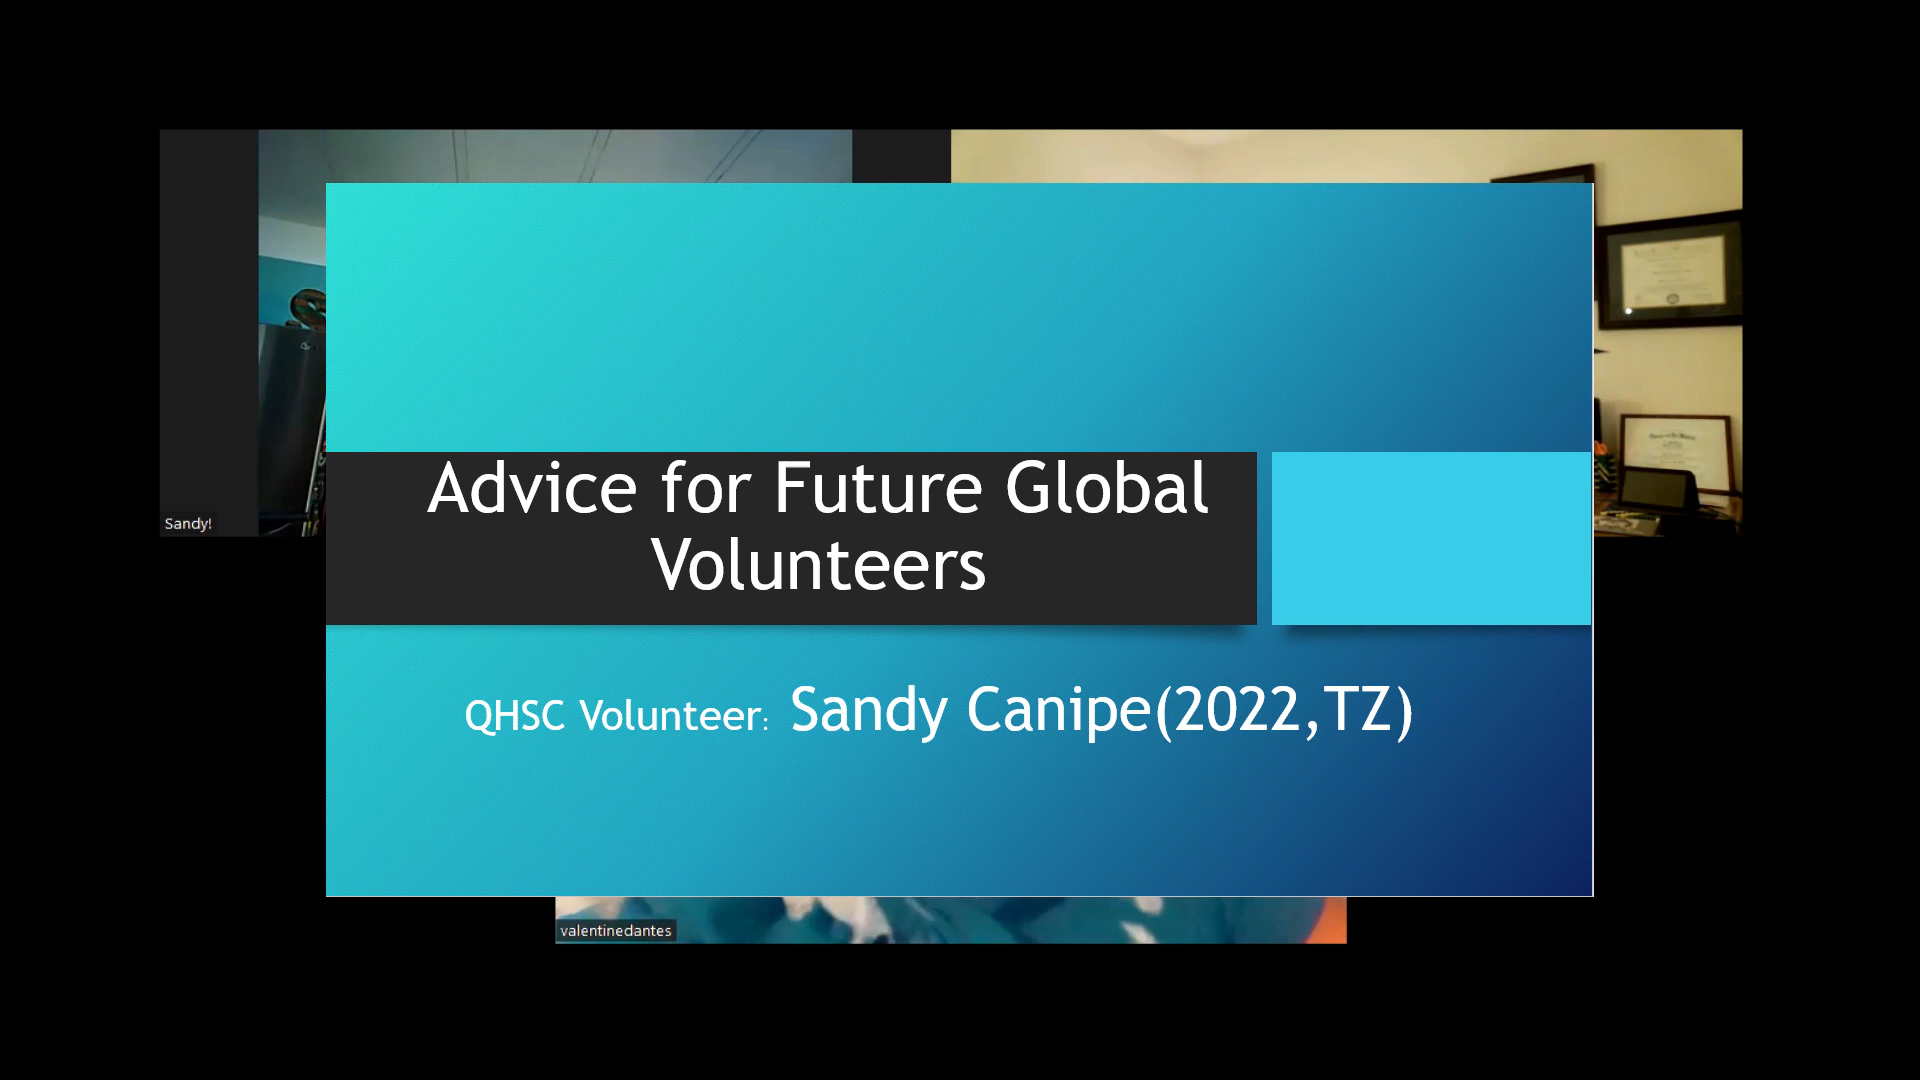 Advice for Future Global
Volunteers
QHSC Volunteer: Sandy Canipe(2022,TZ)
Sandy!
valentinedantes